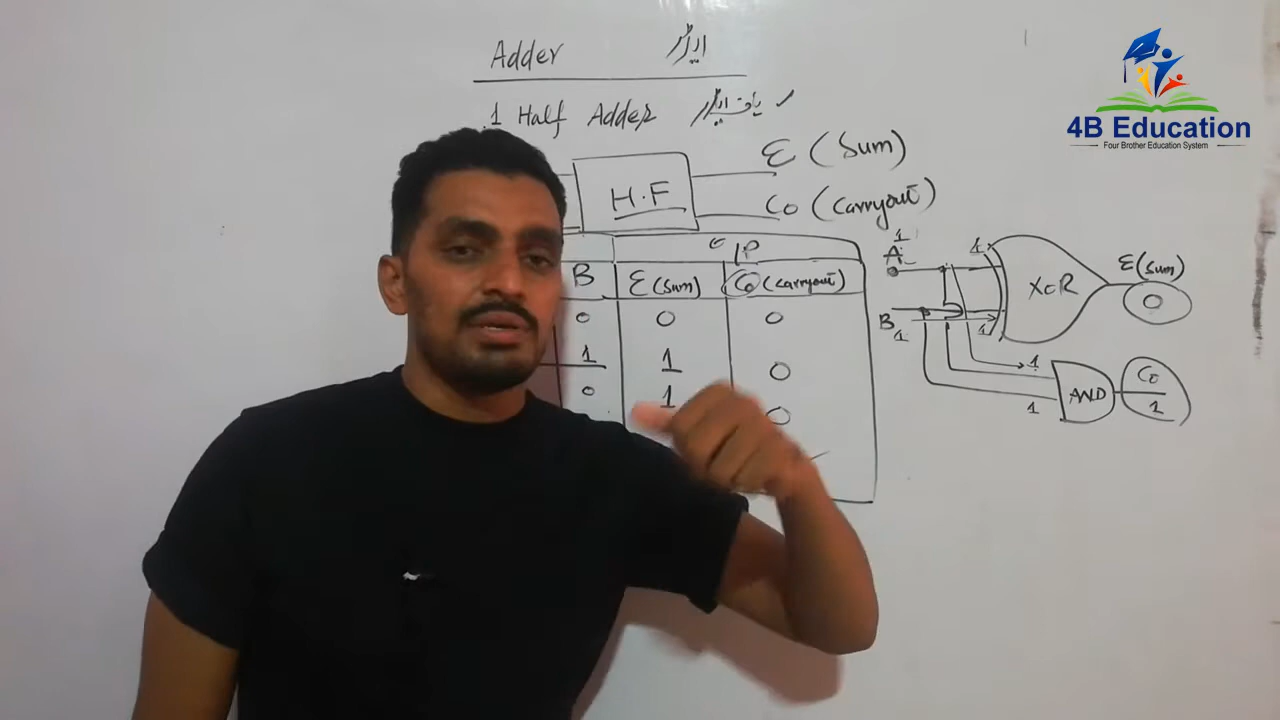 Adder ایڈر
1 Half Adder ہاف ایڈر
H.F
Ɛ (Sum)
Co (Carryout)
O/P
B Ɛ (Sum) Co (Carryout)
0 0 0
1 1 0
0 1 0
A 1 1
B 1 1
XOR
Ɛ (Sum)
0
1
1
AND
Co
1
4B Education
Four Brother Education System